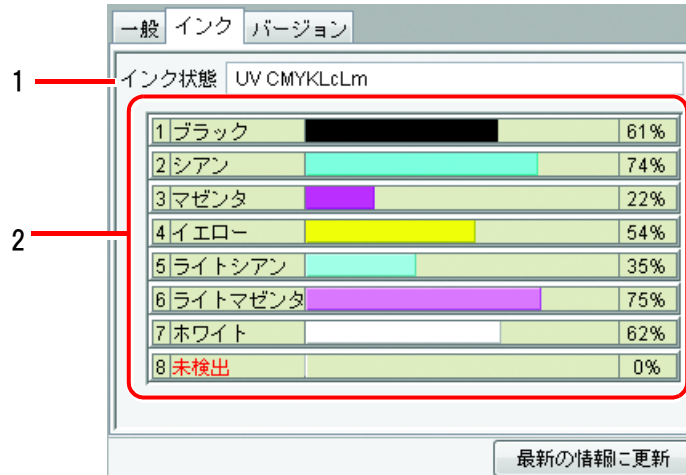 一般 インク バージョン
1 インク状態 UV CMYKLcLm
2
1 ブラック 61%
2 シアン 74%
3 マゼンタ 22%
4 イエロー 54%
5 ライトシアン 35%
6 ライトマゼンタ 75%
7 ホワイト 62%
8 未検出 0%
最新の情報に更新